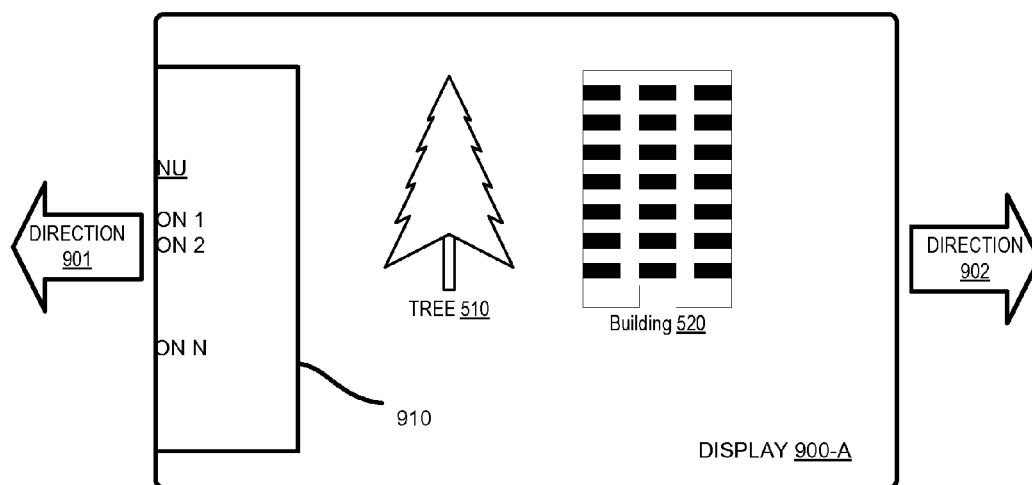 NU
ON 1
DIRECTION
901
ON 2
DIRECTION
902
TREE 510
Building 520
ON N
910
DISPLAY 900-A